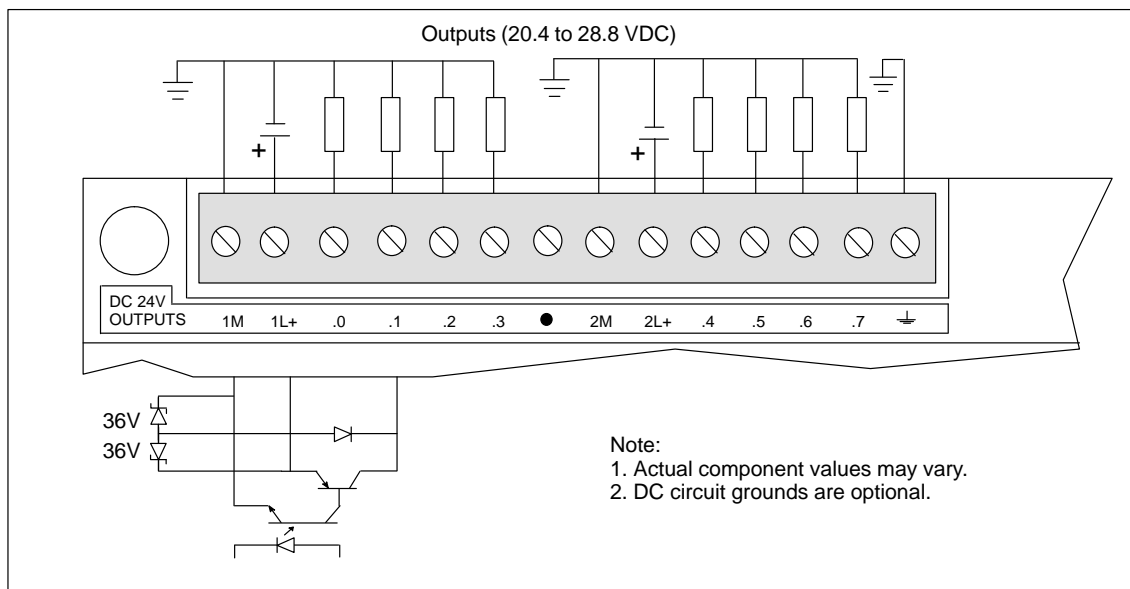 Outputs (20.4 to 28.8 VDC)
+ +
DC 24V
OUTPUTS 1M 1L+ .0 .1 .2 .3 2M 2L+ .4 .5 .6 .7
36V
36V
Note:
1. Actual component values may vary.
2. DC circuit grounds are optional.